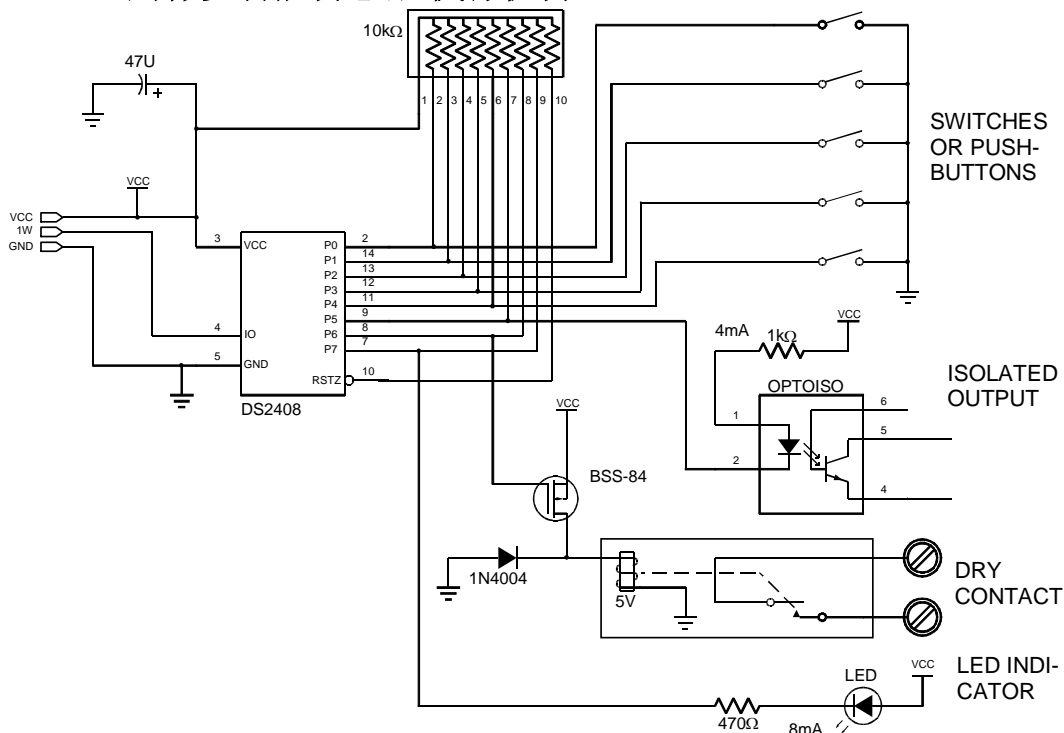 10kΩ
47U
1 2 3 4 5 6 7 8 9 10
SWITCHES
OR PUSH-
BUTTONS
VCC
VCC
1W
GND
3
VCC
P0
2
P1
14
P2
13
P3
12
P4
11
P5
9
P6
8
P7
7
4
IO
5
GND
RSTZ
10
DS2408
VCC
4mA
1kΩ
OPTOISO
ISOLATED
OUTPUT
1
2
6
5
4
VCC
BSS-84
1N4004
5V
DRY
CONTACT
LED INDI-
CATOR
VCC
LED
470Ω
8mA